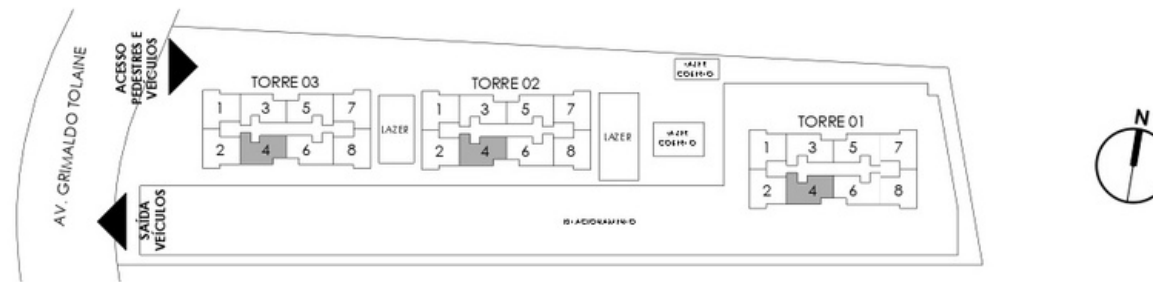 AV. GRIMALDO TOLAINE
ACESSO
PEDESTRES E
VEÍCULOS
SAÍDA
VEÍCULOS
TORRE 03
1 3 5 7
2 4 6 8
LAZER
TORRE 02
1 3 5 7
2 4 6 8
LAZER
TORRE 01
1 3 5 7
2 4 6 8
N